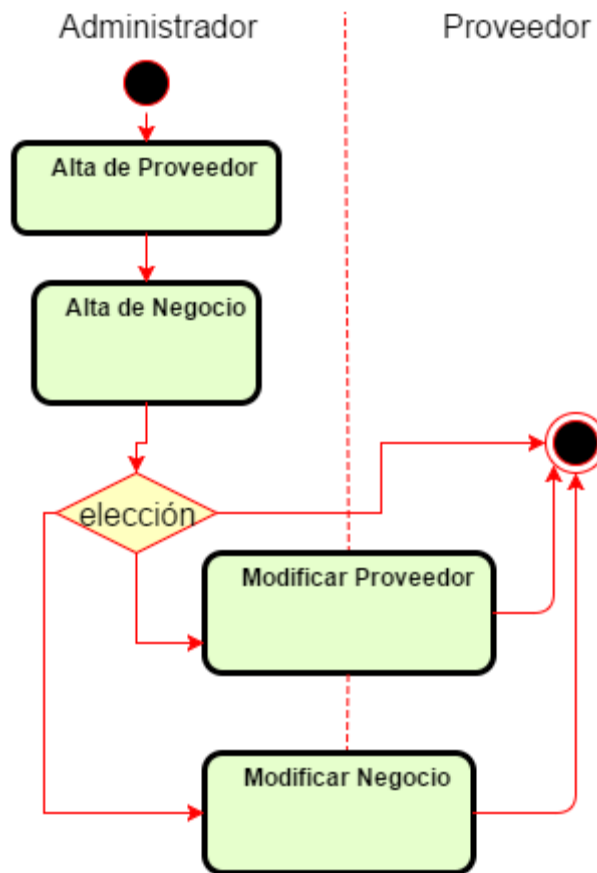 Administrador
Proveedor
Alta de Proveedor
Alta de Negocio
elección
Modificar Proveedor
Modificar Negocio